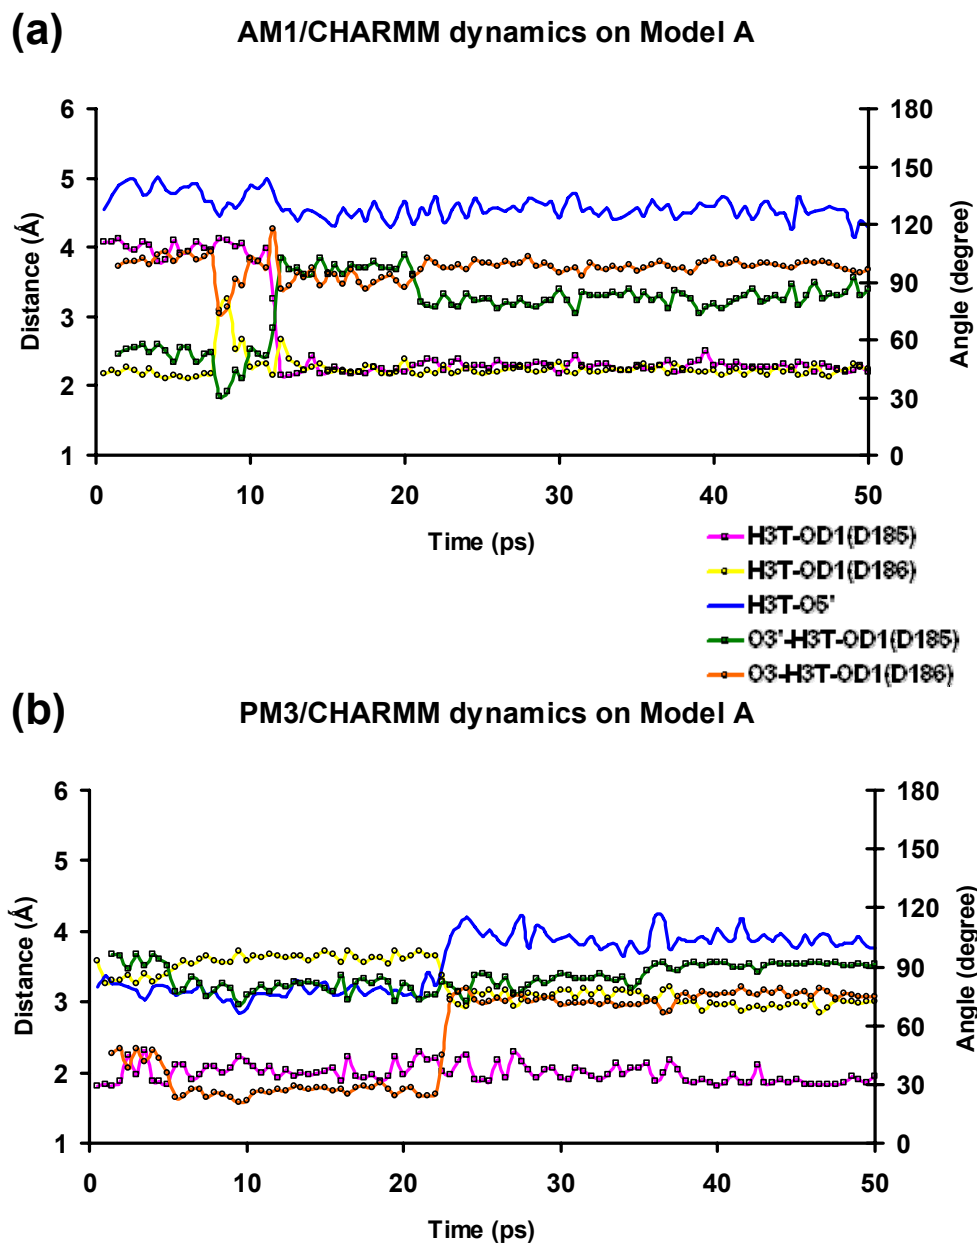 (a)
AM1/CHARMM dynamics on Model A
6 180
5 150
4 120
3 90
2 60
1 30
0
Distance (Å)
Angle (degree)
0 10 20 30 40 50
Time (ps)
H3T-OD1(D185)
H3T-OD1(D186)
H3T-O5'
O3'-H3T-OD1(D185)
O3-H3T-OD1(D186)
(b)
PM3/CHARMM dynamics on Model A
6 180
5 150
4 120
3 90
2 60
1 30
0
Distance (Å)
Angle (degree)
0 10 20 30 40 50
Time (ps)